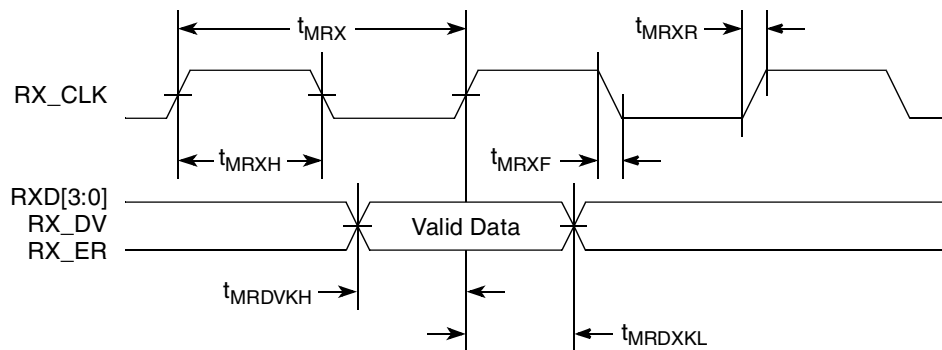 tMRX
tMRXR
RX_CLK
tMRXH
tMRXF
RXD[3:0]
RX_DV
RX_ER
Valid Data
tMRDVKH
tMRDXKL